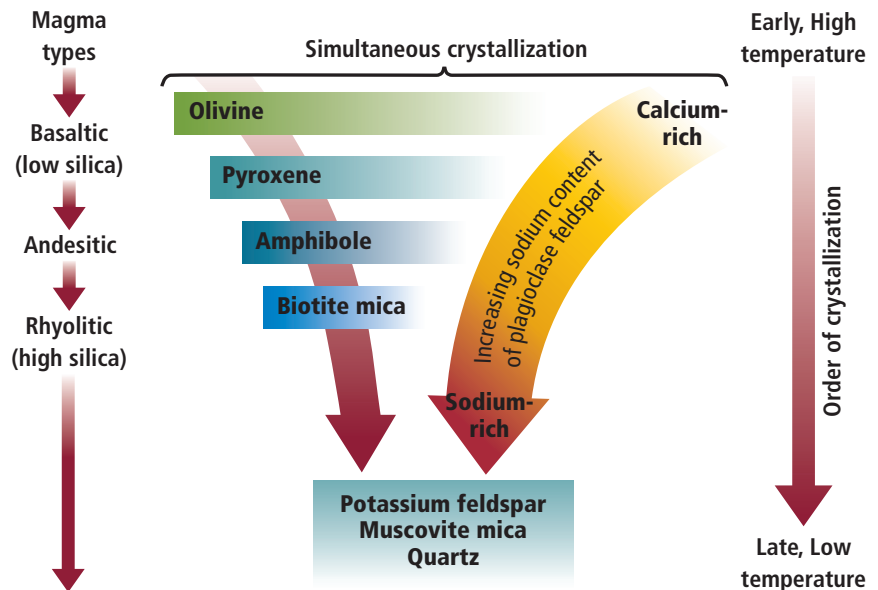 Magma
types
Basaltic
(low silica)
Andesitic
Rhyolitic
(high silica)
Simultaneous crystallization
Olivine
Pyroxene
Amphibole
Biotite mica
Calcium-
rich
Increasing sodium content
of plagioclase feldspar
Sodium-
rich
Potassium feldspar
Muscovite mica
Quartz
Early, High
temperature
Order of crystallization
Late, Low
temperature